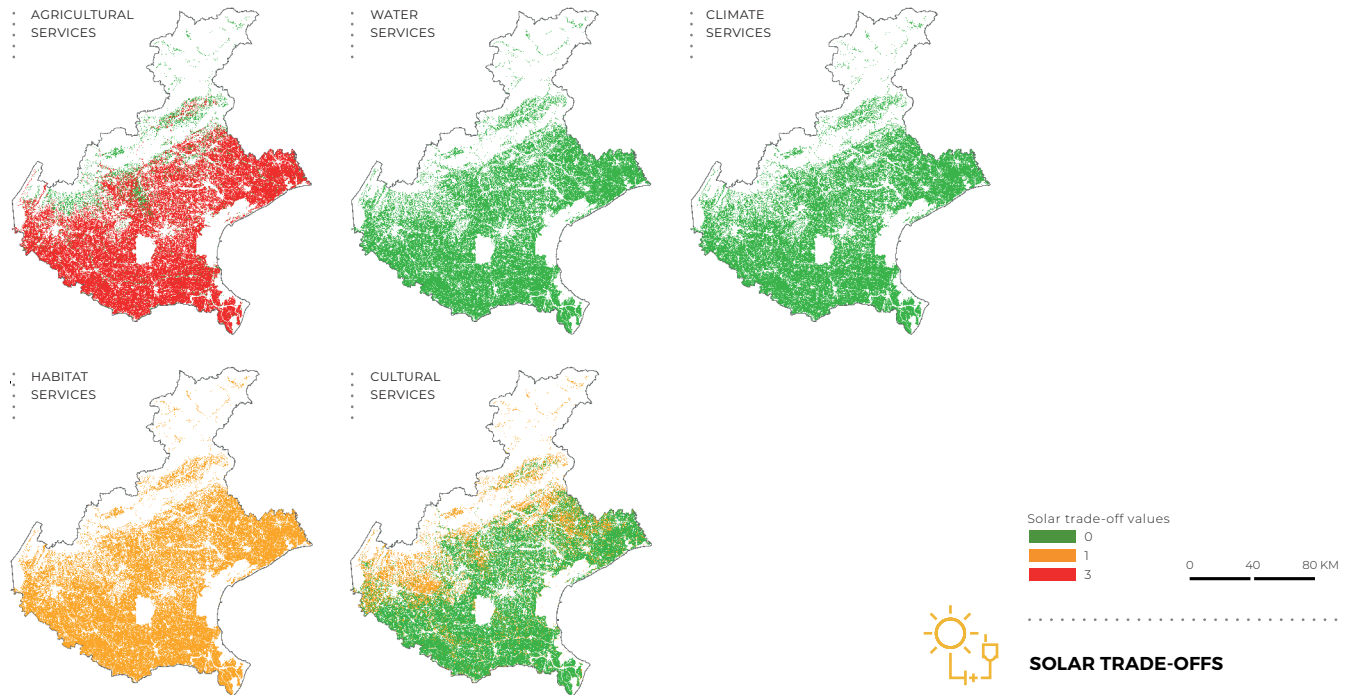 AGRICULTURAL
SERVICES
WATER
SERVICES
CLIMATE
SERVICES
HABITAT
SERVICES
CULTURAL
SERVICES
Solar trade-off values
0
1
3
0 40 80 KM
SOLAR TRADE-OFFS